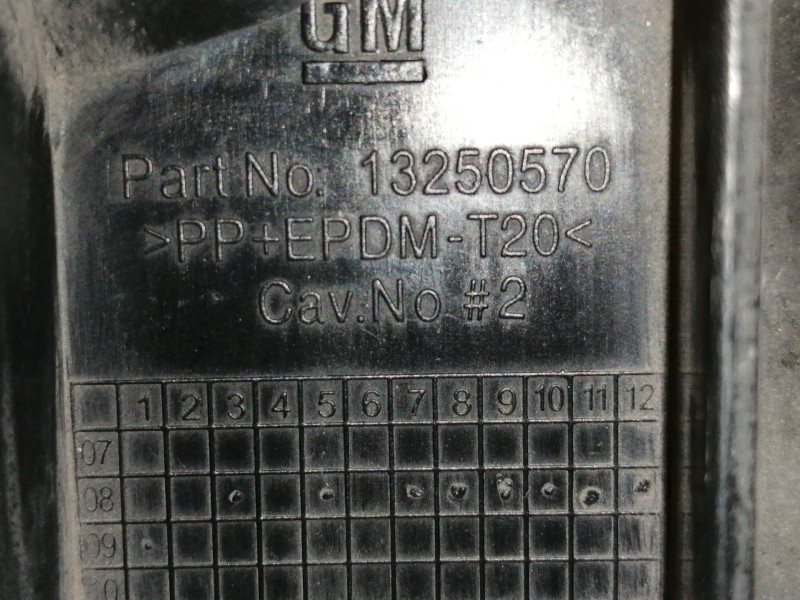 GM
Part No: 13250570
>PP+EPDM-T20<
Cav.No #2
1 2 3 4 5 6 7 8 9 10 11 12
07
08
09